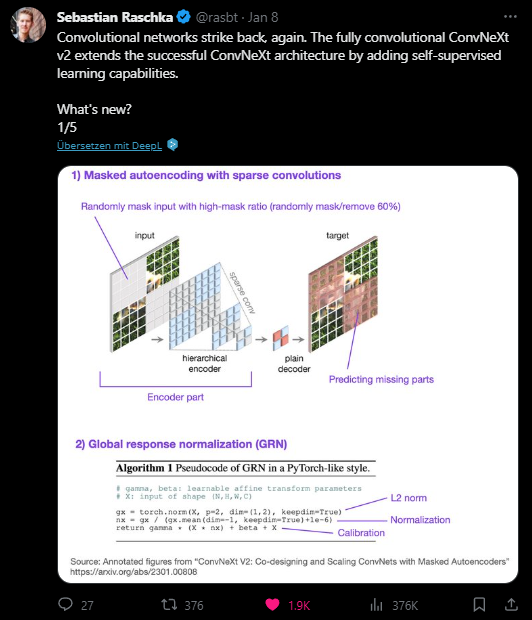 Sebastian Raschka @rasbt · Jan 8
Convolutional networks strike back, again. The fully convolutional ConvNeXt
v2 extends the successful ConvNeXt architecture by adding self-supervised
learning capabilities.
What's new?
1/5
Übersetzen mit DeepL
1) Masked autoencoding with sparse convolutions
Randomly mask input with high-mask ratio (randomly mask/remove 60%)
input
target
sparse conv
hierarchical
encoder
plain
decoder
Predicting missing parts
Encoder part
2) Global response normalization (GRN)
Algorithm 1 Pseudocode of GRN in a PyTorch-like style.
# gamma, beta: learnable affine transform parameters
# X: input of shape (N,H,W,C)
gx = torch.norm(X, p=2, dim=(1,2), keepdim=True)
nx = gx / (gx.mean(dim=-1, keepdim=True)+1e-6)
return gamma * (X * nx) + beta + X
L2 norm
Normalization
Calibration
Source: Annotated figures from "ConvNeXt V2: Co-designing and Scaling ConvNets with Masked Autoencoders"
https://arxiv.org/abs/2301.00808
27
376
1.9K
376K